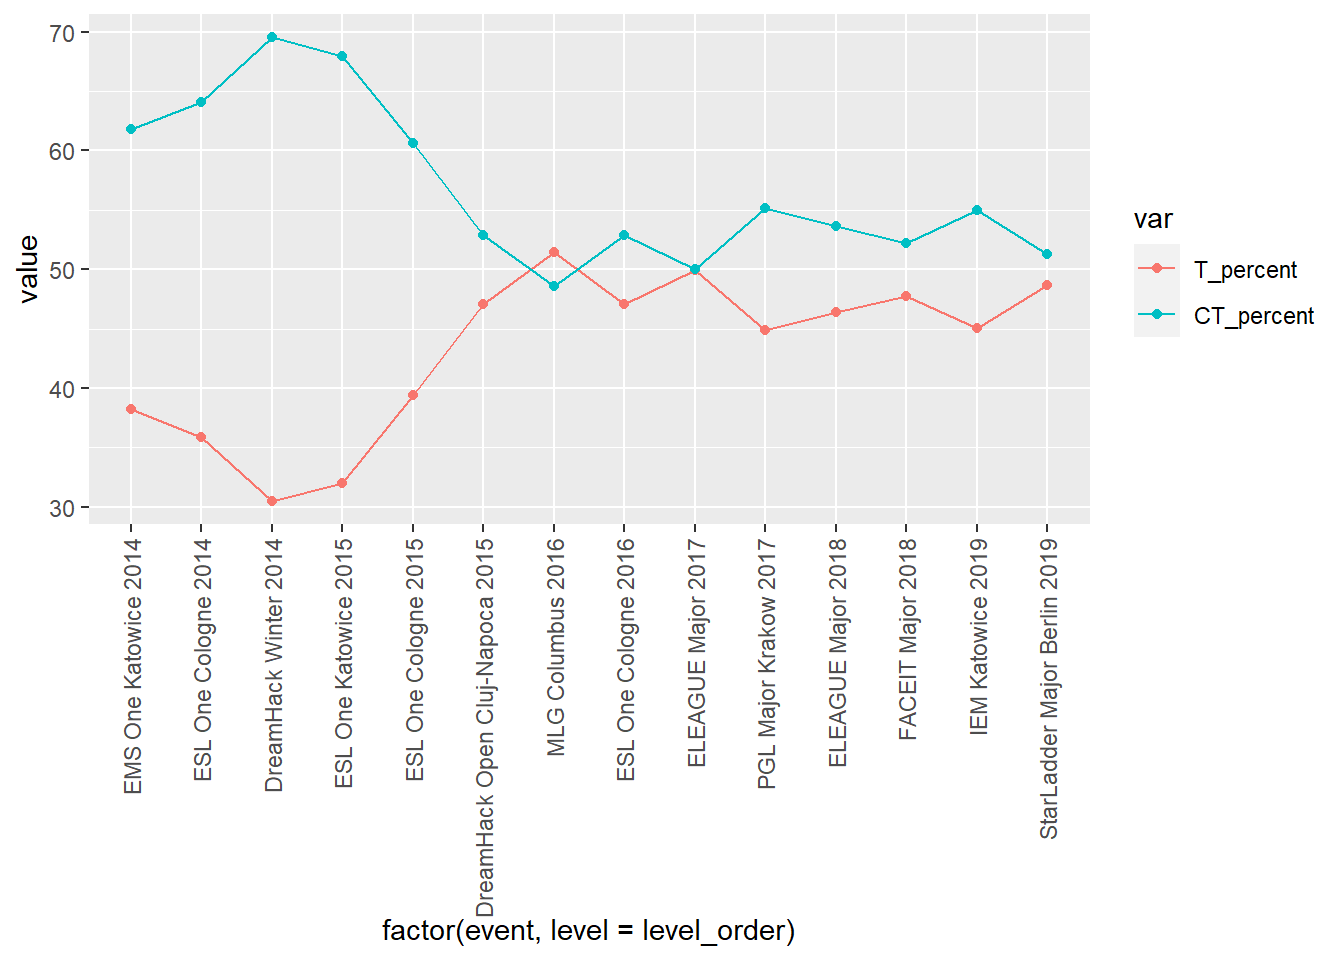 value
70
60
50
40
30
EMS One Katowice 2014
ESL One Cologne 2014
DreamHack Winter 2014
ESL One Katowice 2015
ESL One Cologne 2015
DreamHack Open Cluj-Napoca 2015
MLG Columbus 2016
ESL One Cologne 2016
ELEAGUE Major 2017
PGL Major Krakow 2017
ELEAGUE Major 2018
FACEIT Major 2018
IEM Katowice 2019
StarLadder Major Berlin 2019
factor(event, level = level_order)
var
T_percent
CT_percent